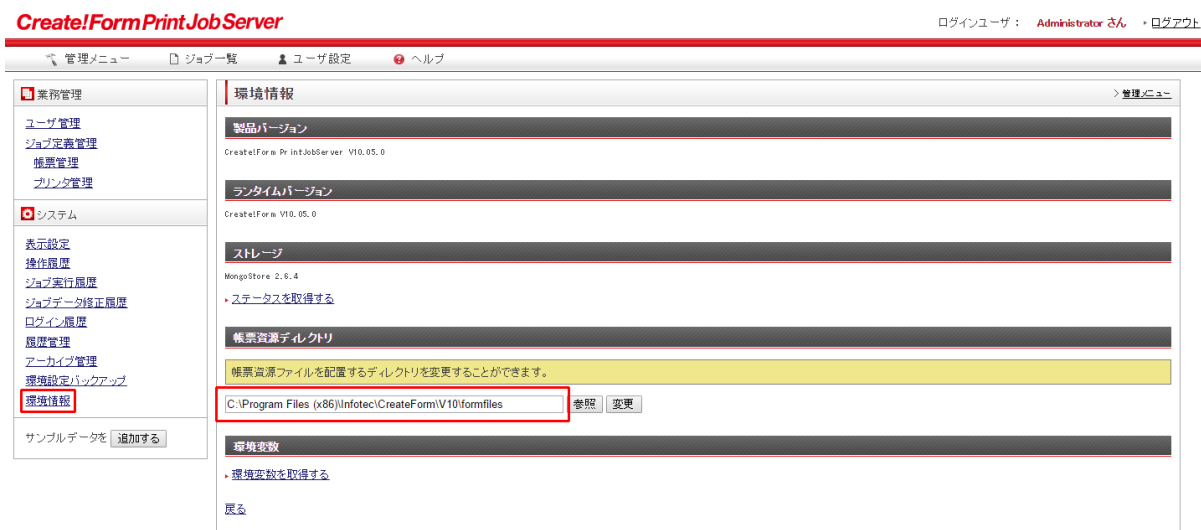 Create!Form PrintJobServer
ログインユーザ： Administrator さん ログアウト
管理メニュー ジョブ一覧 ユーザ設定 ヘルプ
業務管理
ユーザ管理
ジョブ定義管理
帳票管理
プリンタ管理
システム
表示設定
操作履歴
ジョブ実行履歴
ジョブデータ修正履歴
ログイン履歴
履歴管理
アーカイブ管理
環境設定バックアップ
環境情報
サンプルデータを 追加する
環境情報
> 管理メニュー
製品バージョン
Create!Form PrintJobServer V10.05.0
ランタイムバージョン
Create!Form V10.05.0
ストレージ
MongoStore 2.6.4
ステータスを取得する
帳票資源ディレクトリ
帳票資源ファイルを配置するディレクトリを変更することができます。
C:\Program Files (x86)\Infotec\CreateForm\V10\formfiles 参照 変更
環境変数
環境変数を取得する
戻る